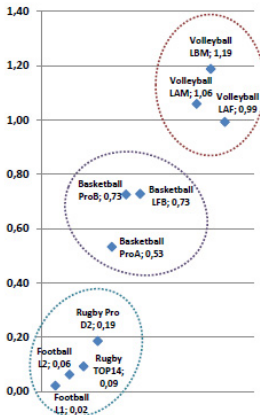 1,40
1,20
1,00
0,80
0,60
0,40
0,20
0,00
Volleyball
LBM; 1,19
Volleyball
LAM; 1,06
Volleyball
LAF; 0,99
Basketball
ProB; 0,73
Basketball
LFB; 0,73
Basketball
ProA; 0,53
Rugby Pro
D2; 0,19
Football
L2; 0,06
Rugby
TOP14;
0,09
Football
L1; 0,02